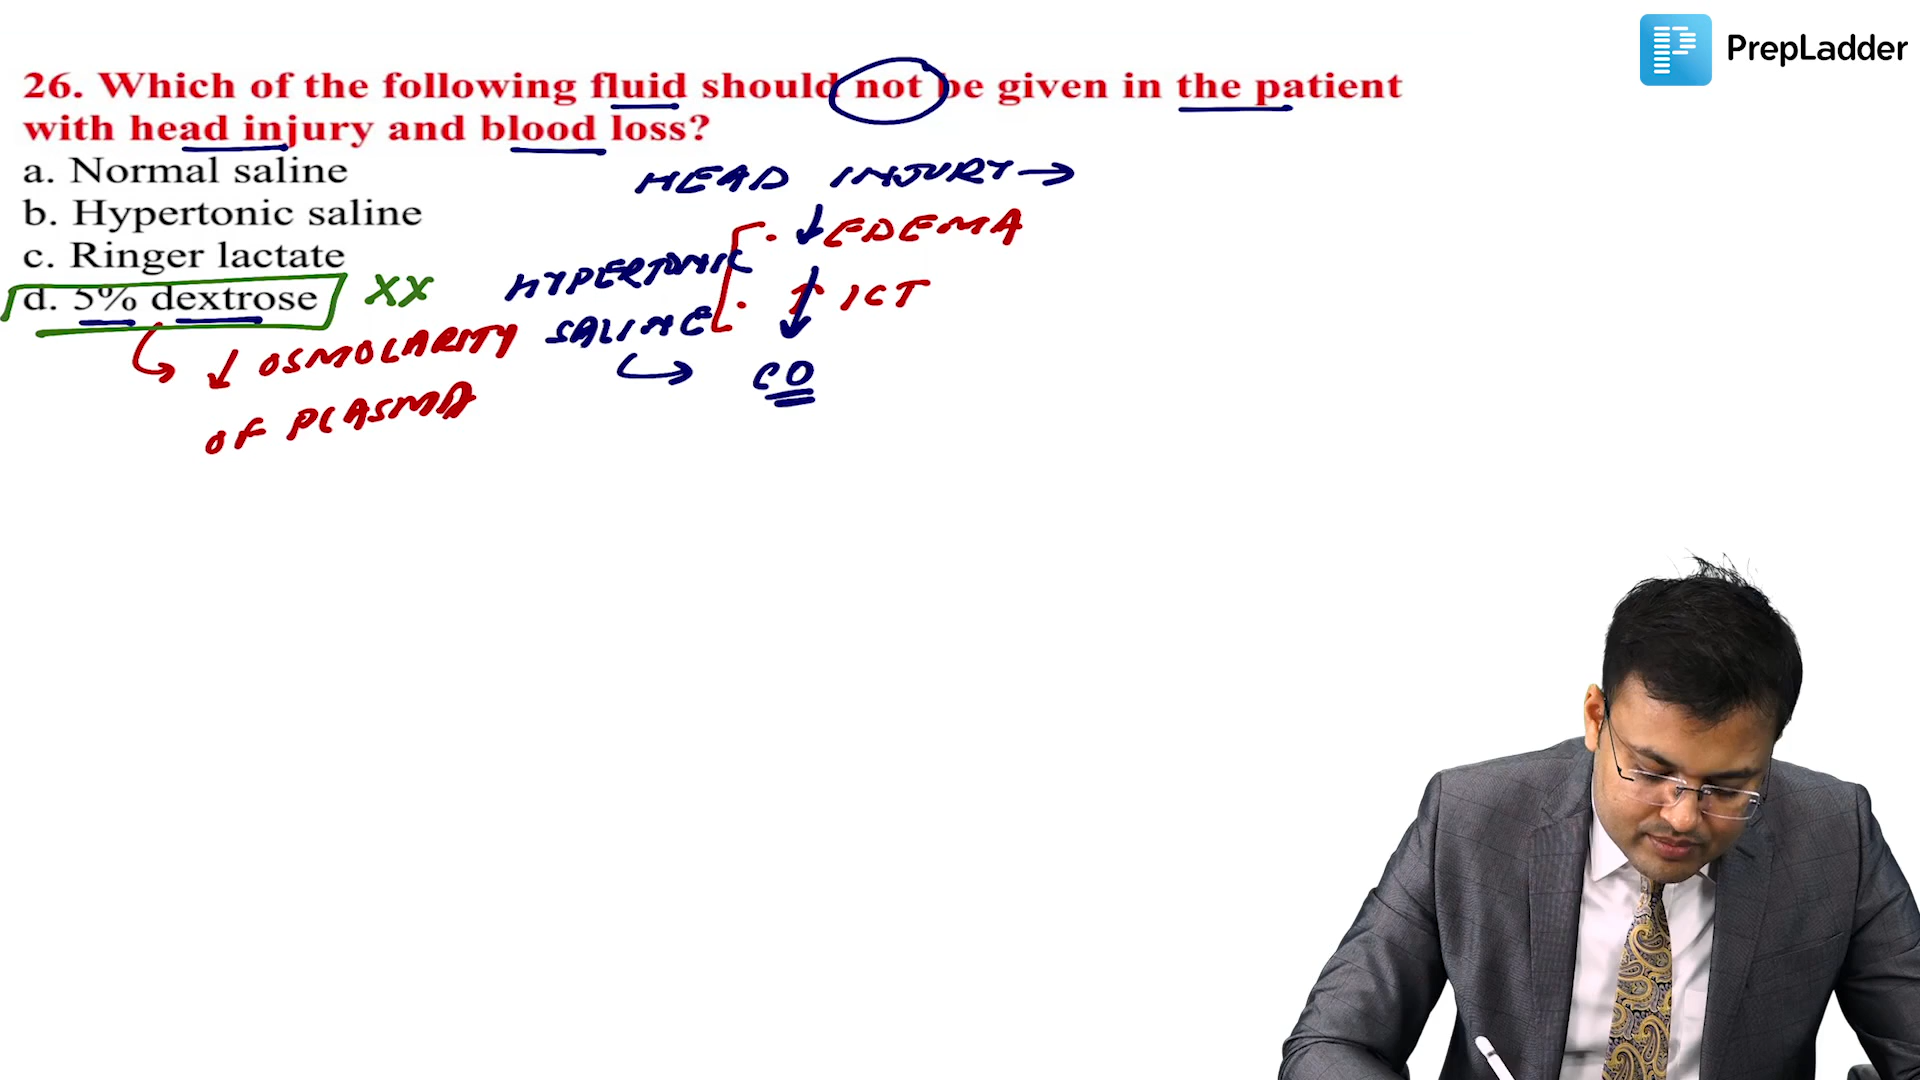 PrepLadder
26. Which of the following fluid should not be given in the patient
with head injury and blood loss?
a. Normal saline
b. Hypertonic saline
c. Ringer lactate
d. 5% dextrose XX
↓ OSMOLARITY
OF PLASMA
HEAD INJURY →
↓ EDEMA
↑ ICT
HYPERTONIC
SALINE
CO